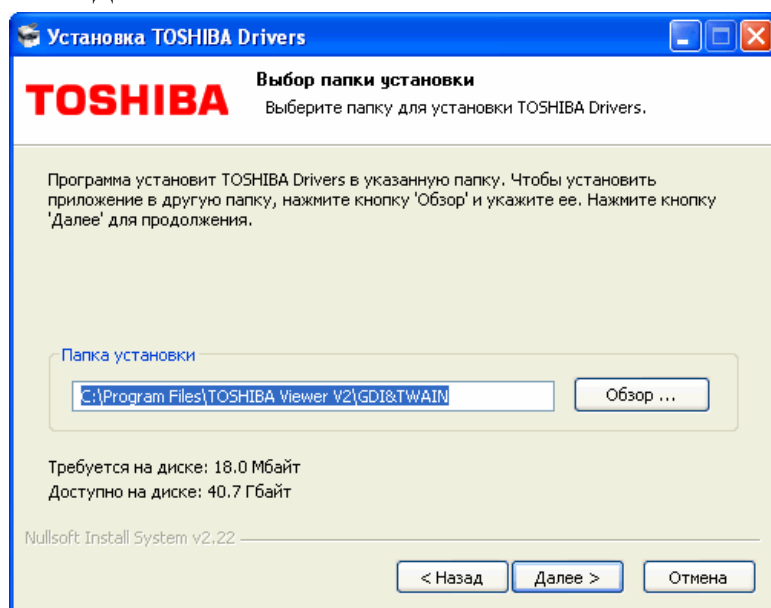 Установка TOSHIBA Drivers
TOSHIBA
Выбор папки установки
Выберите папку для установки TOSHIBA Drivers.
Программа установит TOSHIBA Drivers в указанную папку. Чтобы установить
приложение в другую папку, нажмите кнопку 'Обзор' и укажите ее. Нажмите кнопку
'Далее' для продолжения.
Папка установки
C:\Program Files\TOSHIBA Viewer V2\GDI&TWAIN
Обзор ...
Требуется на диске: 18.0 Мбайт
Доступно на диске: 40.7 Гбайт
Nullsoft Install System v2.22
< Назад
Далее >
Отмена